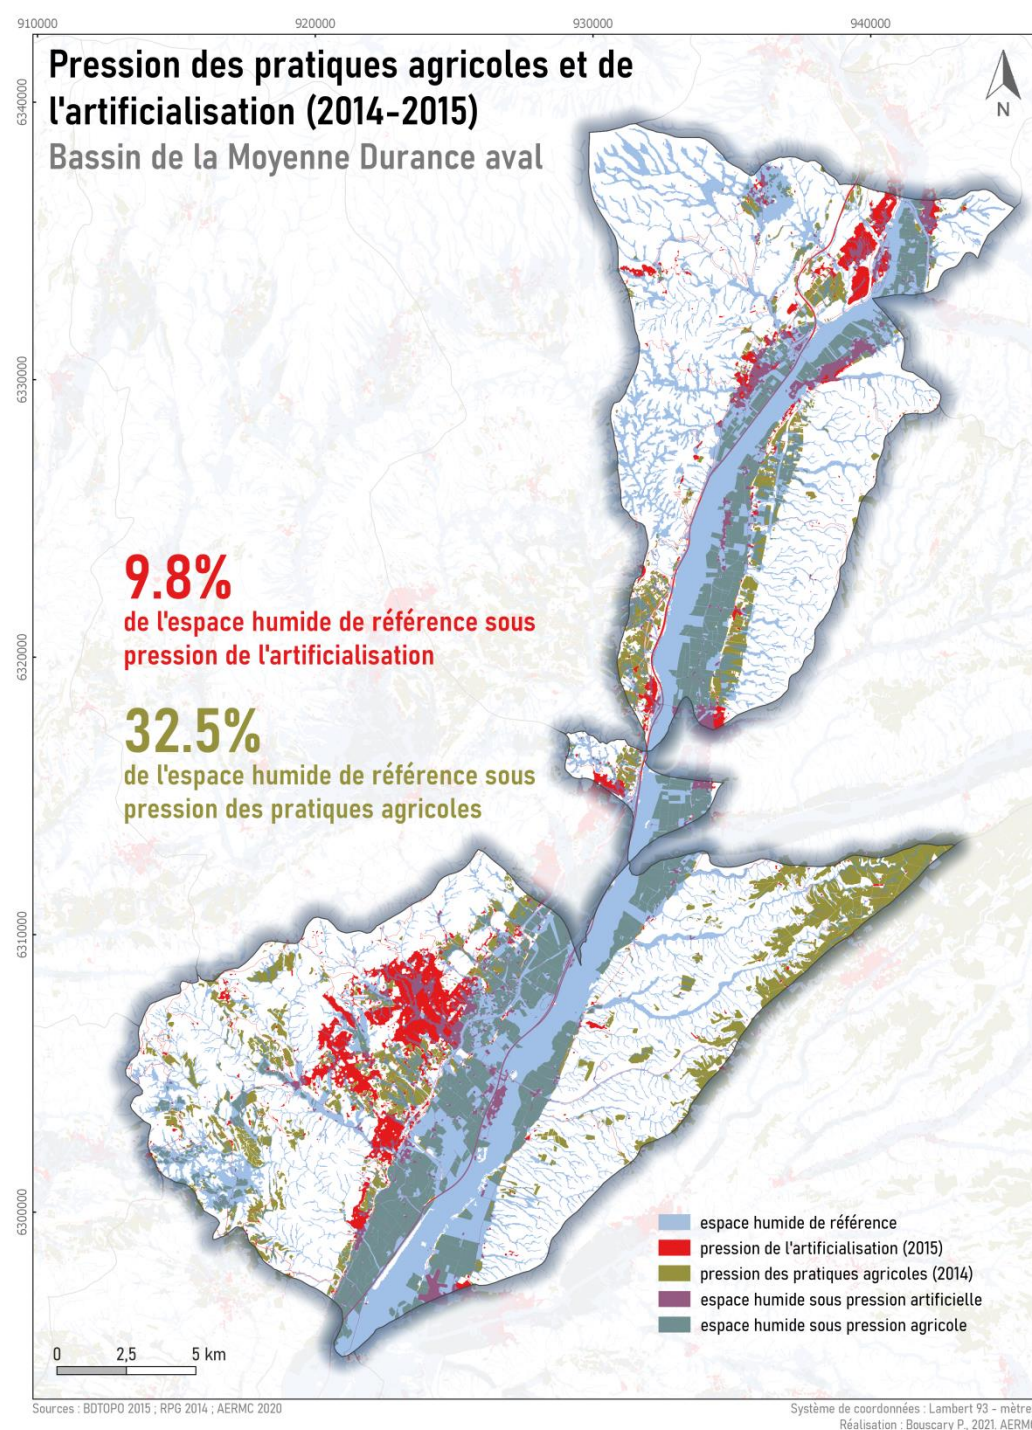 910000
920000
930000
940000
Pression des pratiques agricoles et de
l'artificialisation (2014-2015)
Bassin de la Moyenne Durance aval
N
6340000
6330000
6320000
6310000
6300000
9.8%
de l'espace humide de référence sous
pression de l'artificialisation
32.5%
de l'espace humide de référence sous
pression des pratiques agricoles
espace humide de référence
pression de l'artificialisation (2015)
pression des pratiques agricoles (2014)
espace humide sous pression artificielle
espace humide sous pression agricole
0 2,5 5 km
Sources : BDTOPO 2015 ; RPG 2014 ; AERMC 2020
Système de coordonnées : Lambert 93 - mètre
Réalisation : Bouscary P., 2021. AERMC